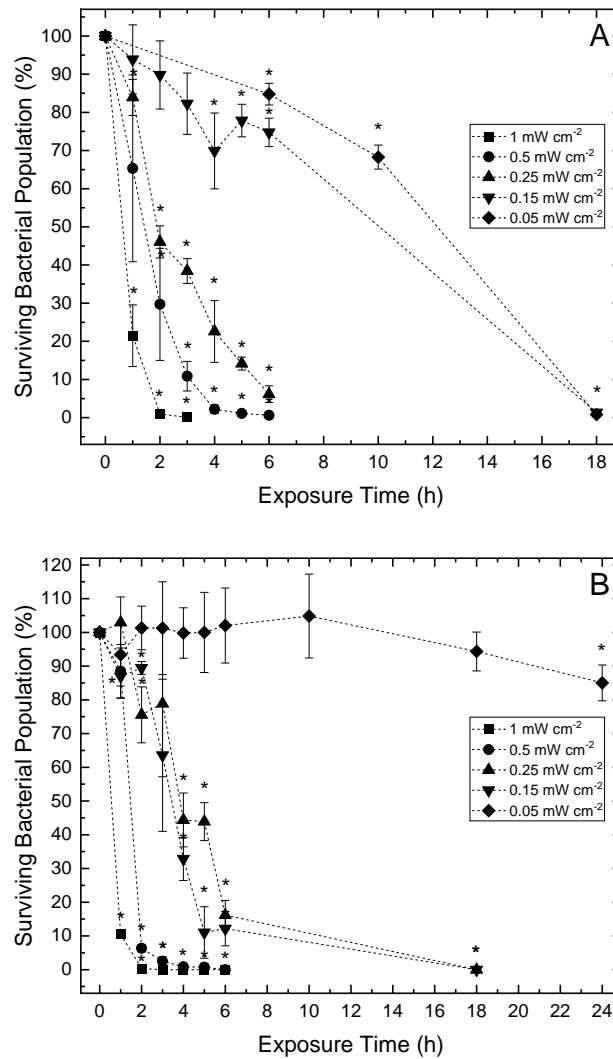 A
100
90
80
70
60
50
40
30
20
10
0
Surviving Bacterial Population (%)
1 mW cm⁻²
0.5 mW cm⁻²
0.25 mW cm⁻²
0.15 mW cm⁻²
0.05 mW cm⁻²
* * * * * * * * * * * * * * * * * * *
0 2 4 6 8 10 12 14 16 18
Exposure Time (h)
B
120
110
100
90
80
70
60
50
40
30
20
10
0
Surviving Bacterial Population (%)
1 mW cm⁻²
0.5 mW cm⁻²
0.25 mW cm⁻²
0.15 mW cm⁻²
0.05 mW cm⁻²
* * * * * * * * * * * * * * * *
0 2 4 6 8 10 12 14 16 18 20 22 24
Exposure Time (h)